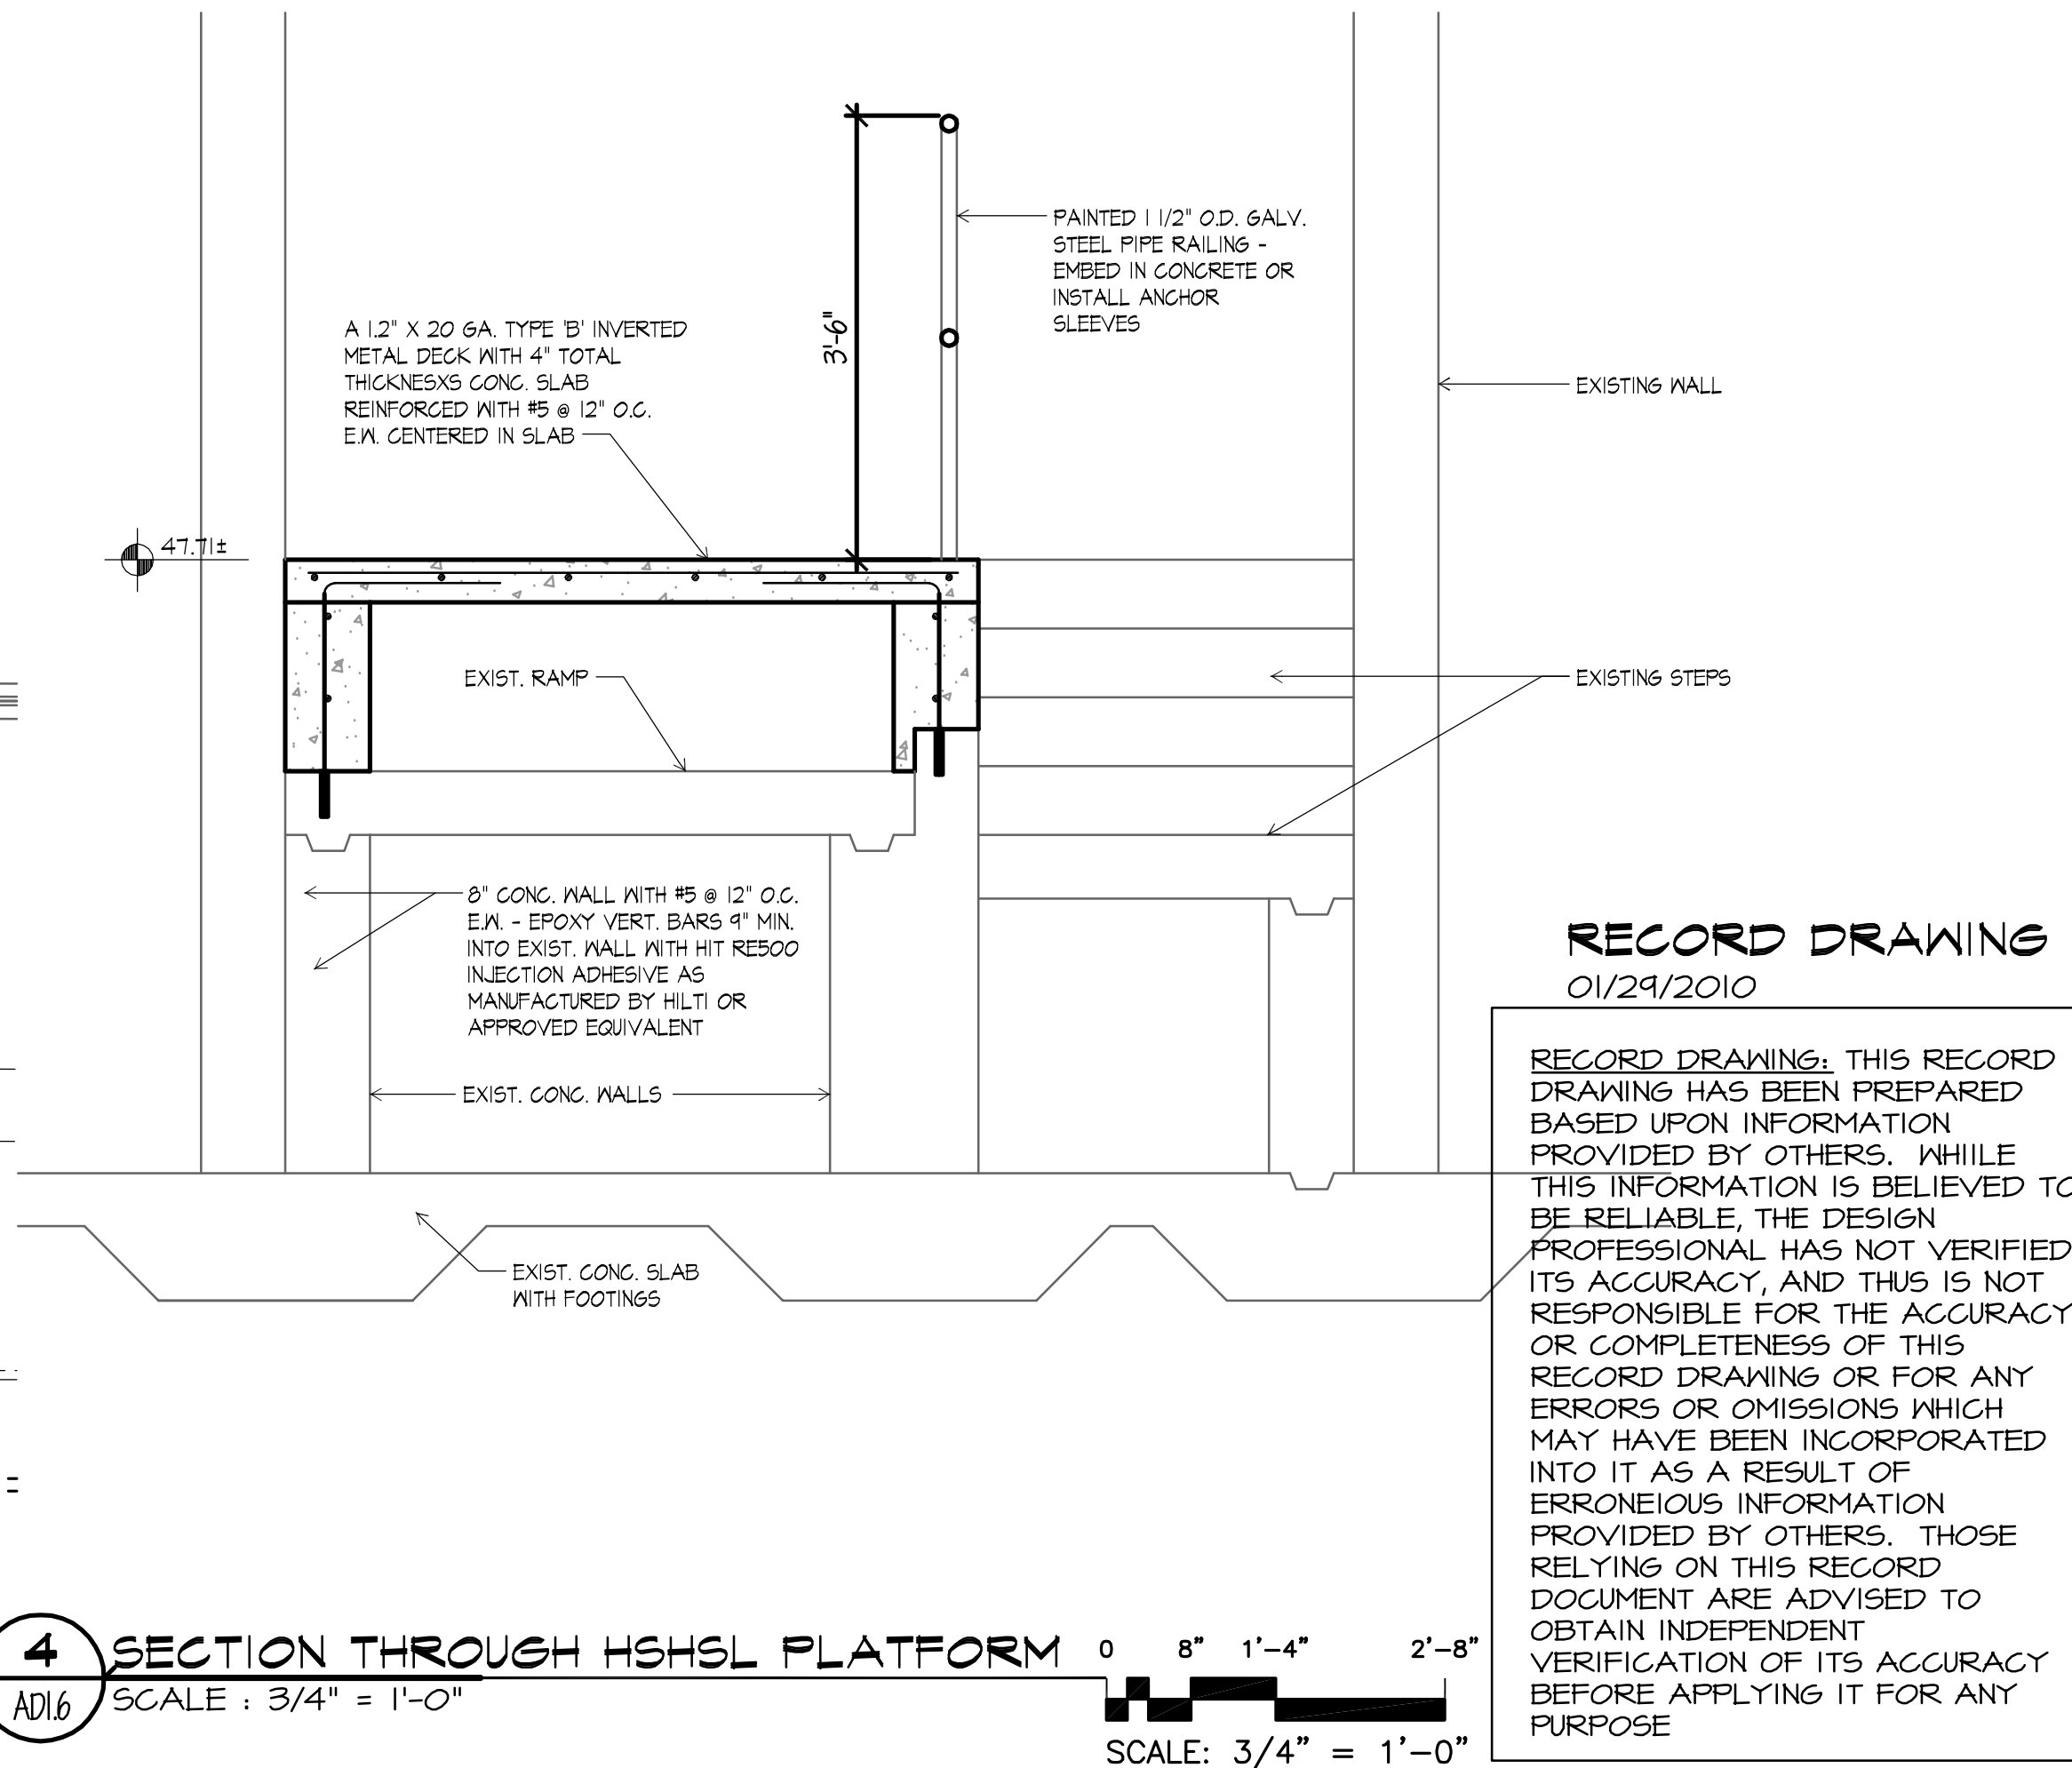 PAINTED 1 1/2" O.D. GALV.
STEEL PIPE RAILING -
EMBED IN CONCRETE OR
INSTALL ANCHOR
SLEEVES
3'-6"
A 1.2" X 20 GA. TYPE 'B' INVERTED
METAL DECK WITH 4" TOTAL
THICKNESXS CONC. SLAB
REINFORCED WITH #5 @ 12" O.C.
E.W. CENTERED IN SLAB
EXISTING WALL
47.71±
EXIST. RAMP
EXISTING STEPS
8" CONC. WALL WITH #5 @ 12" O.C.
E.W. - EPOXY VERT. BARS 9" MIN.
INTO EXIST. WALL WITH HIT RE500
INJECTION ADHESIVE AS
MANUFACTURED BY HILTI OR
APPROVED EQUIVALENT
EXIST. CONC. WALLS
EXIST. CONC. SLAB
WITH FOOTINGS
RECORD DRAWING
01/29/2010
RECORD DRAWING: THIS RECORD
DRAWING HAS BEEN PREPARED
BASED UPON INFORMATION
PROVIDED BY OTHERS. WHIILE
THIS INFORMATION IS BELIEVED TO
BE RELIABLE, THE DESIGN
PROFESSIONAL HAS NOT VERIFIED
ITS ACCURACY, AND THUS IS NOT
RESPONSIBLE FOR THE ACCURACY
OR COMPLETENESS OF THIS
RECORD DRAWING OR FOR ANY
ERRORS OR OMISSIONS WHICH
MAY HAVE BEEN INCORPORATED
INTO IT AS A RESULT OF
ERRONEIOUS INFORMATION
PROVIDED BY OTHERS. THOSE
RELYING ON THIS RECORD
DOCUMENT ARE ADVISED TO
OBTAIN INDEPENDENT
VERIFICATION OF ITS ACCURACY
BEFORE APPLYING IT FOR ANY
PURPOSE
4
AD1.6
SECTION THROUGH HSHSL PLATFORM
SCALE : 3/4" = 1'-0"
0 8" 1'-4" 2'-8"
SCALE: 3/4" = 1'-0"